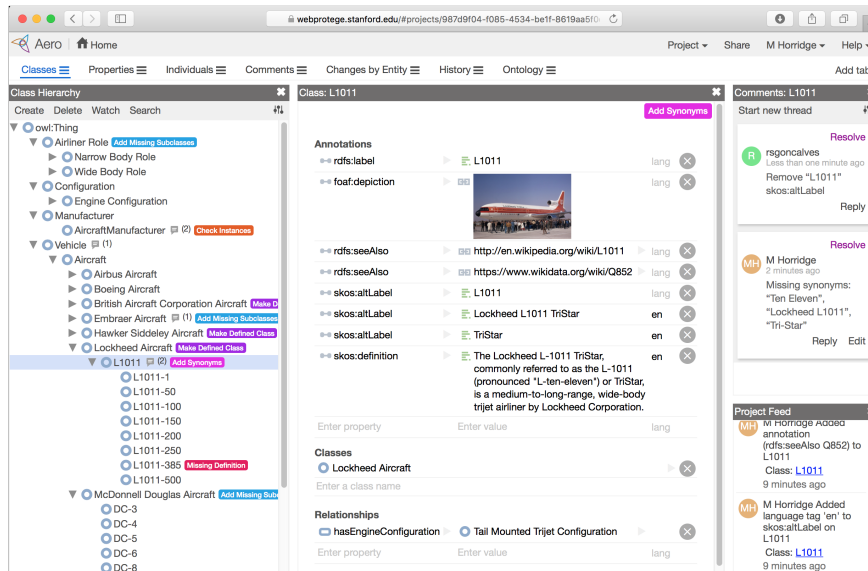 webprotege.stanford.edu/#projects/987d9f04-f085-4534-be1f-8619aa5f0
Aero Home
Project Share M Horridge Help
Classes Properties Individuals Comments Changes by Entity History Ontology Add tab
Class Hierarchy
Create Delete Watch Search
owl:Thing
Airliner Role Add Missing Subclasses
Narrow Body Role
Wide Body Role
Configuration
Engine Configuration
Manufacturer
AircraftManufacturer (2) Check Instances
Vehicle (1)
Aircraft
Airbus Aircraft
Boeing Aircraft
British Aircraft Corporation Aircraft Make D
Embraer Aircraft (1) Add Missing Subclasses
Hawker Siddeley Aircraft Make Defined Class
Lockheed Aircraft Make Defined Class
L1011 (2) Add Synonyms
L1011-1
L1011-50
L1011-100
L1011-150
L1011-200
L1011-250
L1011-385 Missing Definition
L1011-500
McDonnell Douglas Aircraft Add Missing Sub
DC-3
DC-4
DC-5
DC-6
DC-8
Class: L1011
Add Synonyms
Annotations
rdfs:label L1011 lang
foaf:depiction lang
rdfs:seeAlso http://en.wikipedia.org/wiki/L1011 lang
rdfs:seeAlso https://www.wikidata.org/wiki/Q852 lang
skos:altLabel L1011 lang
skos:altLabel Lockheed L1011 TriStar en
skos:altLabel TriStar en
skos:definition The Lockheed L-1011 TriStar, en
commonly referred to as the L-1011
(pronounced "L-ten-eleven") or TriStar,
is a medium-to-long-range, wide-body
trijet airliner by Lockheed Corporation.
Enter property Enter value lang
Classes
Lockheed Aircraft
Enter a class name
Relationships
hasEngineConfiguration Tail Mounted Trijet Configuration
Enter property Enter value lang
Comments: L1011
Start new thread
Resolve
R rsgoncalves
Less than one minute ago
Remove "L1011"
skos:altLabel
Reply
Resolve
MH M Horridge
2 minutes ago
Missing synonyms:
"Ten Eleven",
"Lockheed L1011",
"Tri-Star"
Reply Edit
Project Feed
MH M Horridge Added
annotation
(rdfs:seeAlso Q852) to
L1011
Class: L1011
9 minutes ago
MH M Horridge Added
language tag 'en' to
skos:altLabel on
L1011
Class: L1011
9 minutes ago